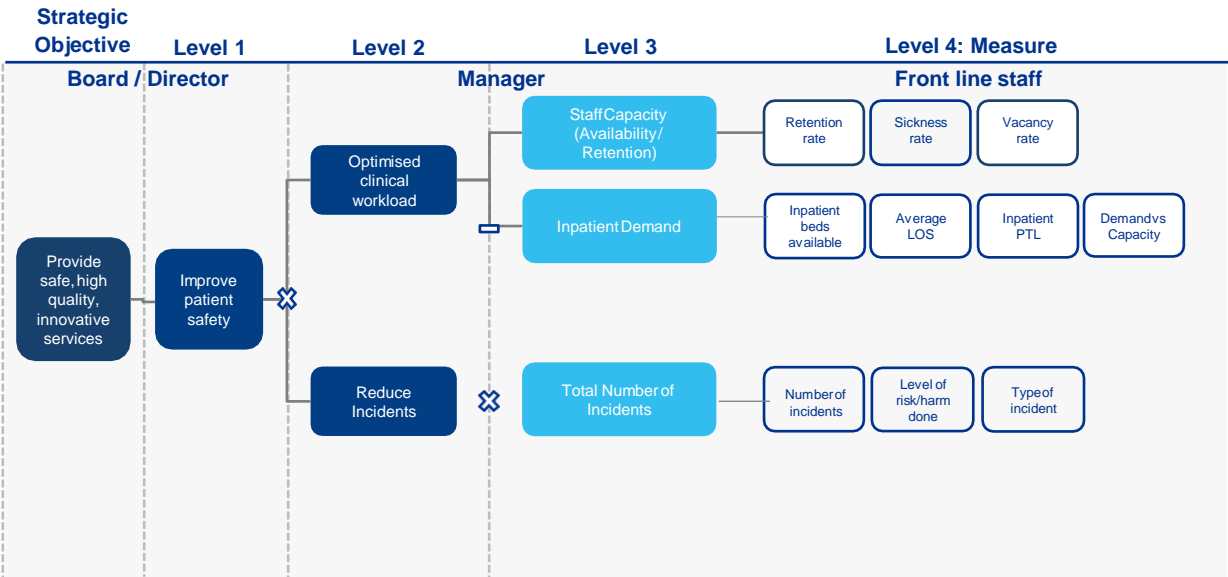 Strategic
Objective
Level 1
Level 2
Level 3
Level 4: Measure
Board / Director
Manager
Front line staff
Provide
safe, high
quality,
innovative
services
Improve
patient
safety
Optimised
clinical
workload
Reduce
Incidents
Staff Capacity
(Availability /
Retention)
Inpatient Demand
Total Number of
Incidents
Retention
rate
Sickness
rate
Vacancy
rate
Inpatient
beds
available
Average
LOS
Inpatient
PTL
Demand vs
Capacity
Number of
incidents
Level of
risk/harm
done
Type of
incident